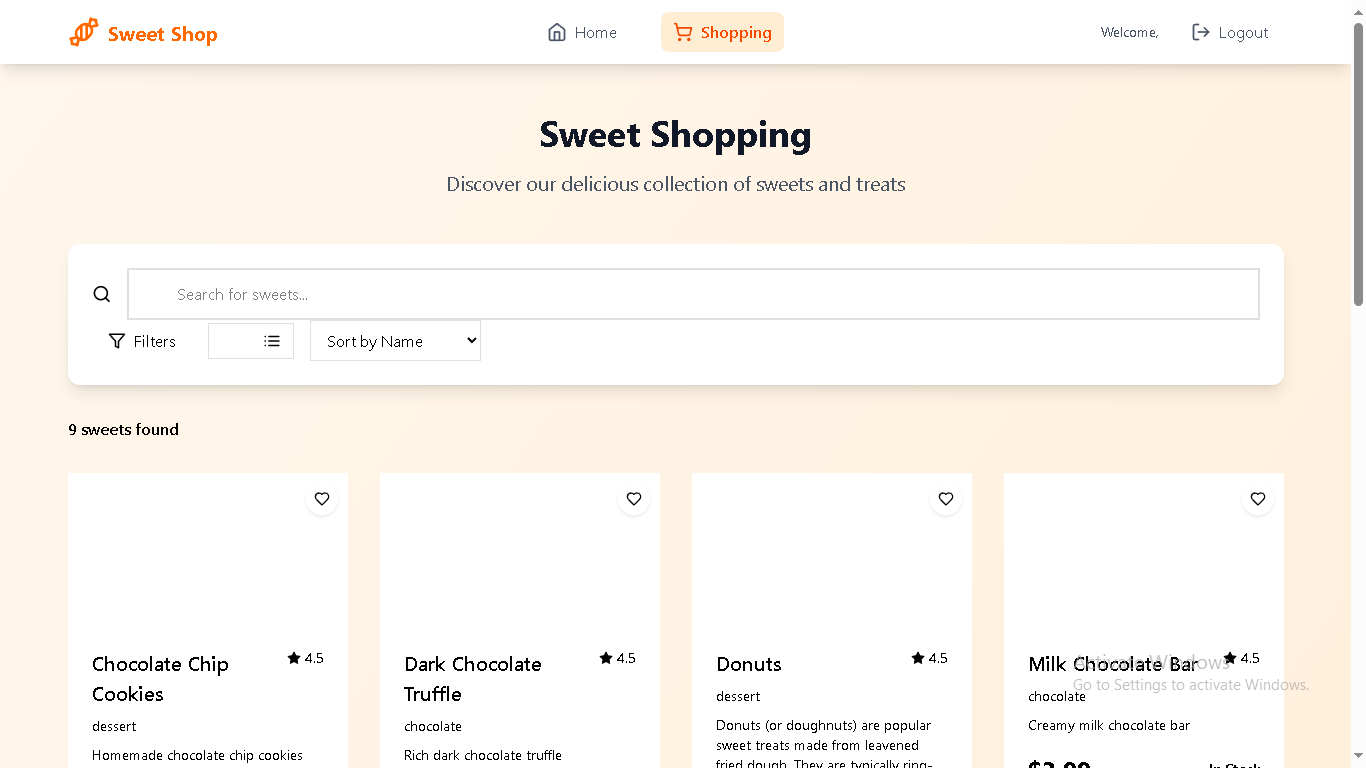 Sweet Shop
Home
Shopping
Welcome,
Logout
Sweet Shopping
Discover our delicious collection of sweets and treats
Search for sweets...
Filters
Sort by Name
9 sweets found
Chocolate Chip
Cookies
4.5
dessert
Homemade chocolate chip cookies
Dark Chocolate
Truffle
4.5
chocolate
Rich dark chocolate truffle
Donuts
4.5
dessert
Donuts (or doughnuts) are popular
sweet treats made from leavened
fried dough. They are typically ring-
Milk Chocolate Bar
4.5
chocolate
Creamy milk chocolate bar
In Stock
Activate Windows
Go to Settings to activate Windows.